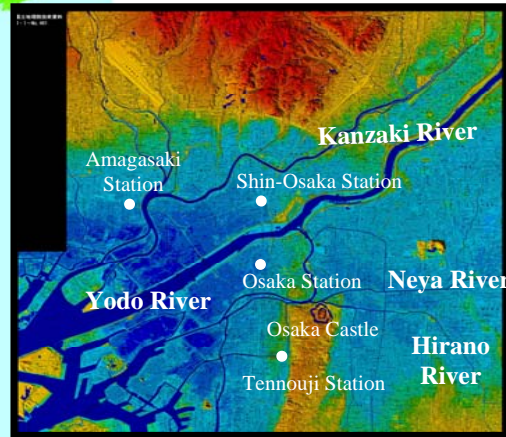 Kanzaki River
Amagasaki
Station
Shin-Osaka Station
Neya River
Osaka Station
Yodo River
Osaka Castle
Hirano
River
Tennouji Station